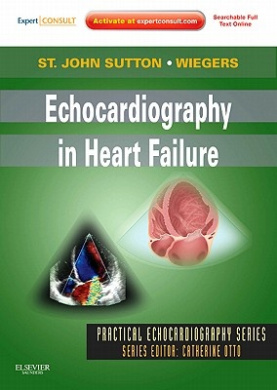 Expert CONSULT
Activate at expertconsult.com
Searchable Full
Text Online
ST. JOHN SUTTON • WIEGERS
Echocardiography
in Heart Failure
PRACTICAL ECHOCARDIOGRAPHY SERIES
SERIES EDITOR: CATHERINE OTTO
ELSEVIER
SAUNDERS